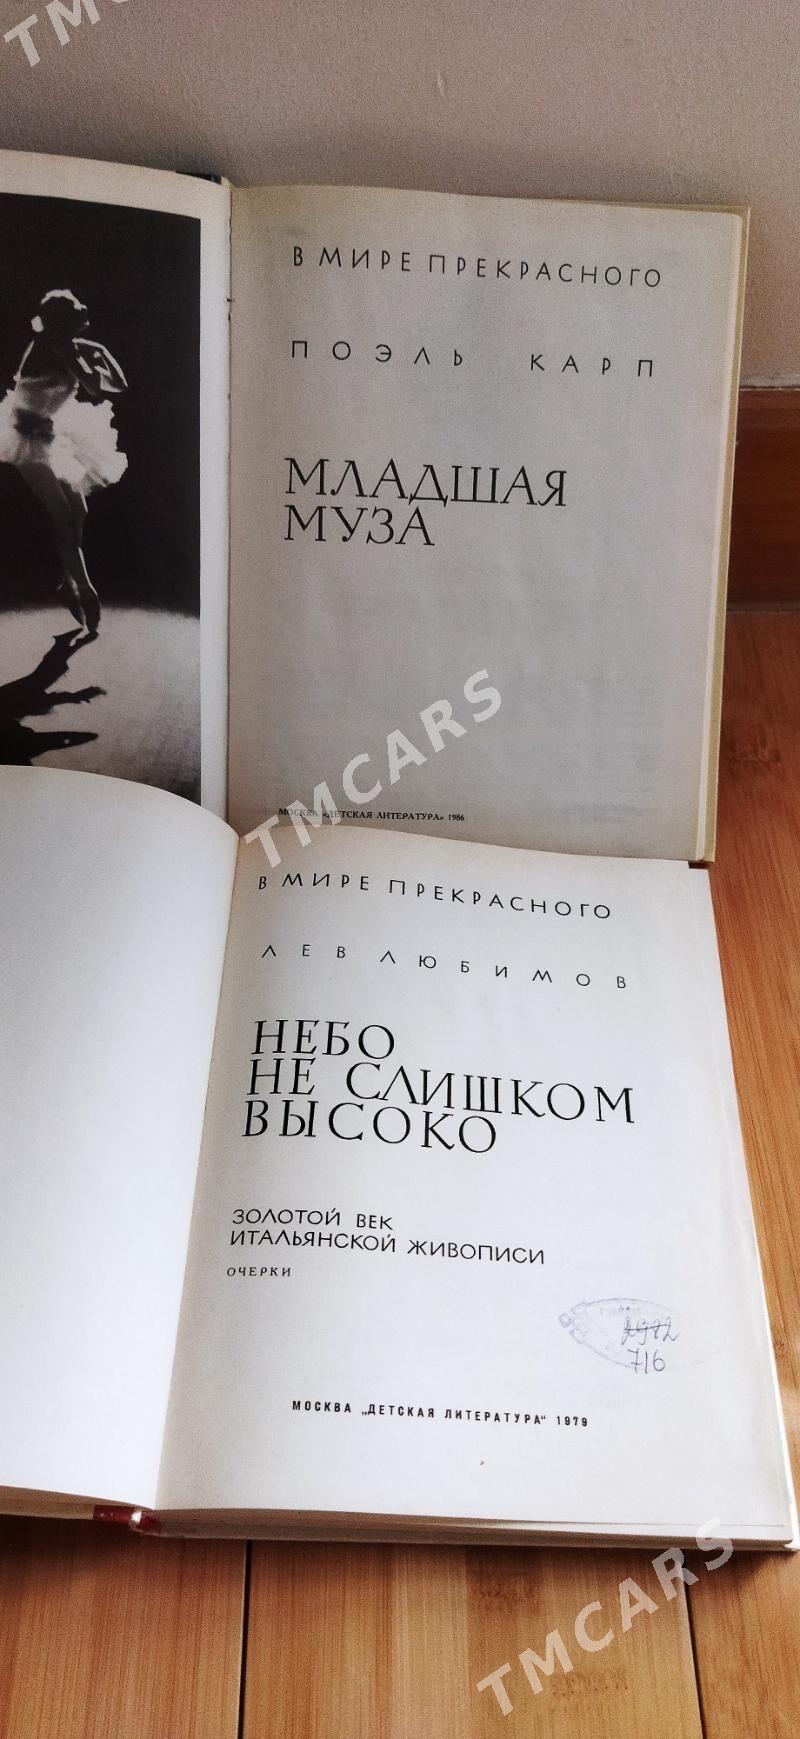 TMCARS
В МИРЕ ПРЕКРАСНОГО
ПОЭЛЬ КАРП
МЛАДШАЯ
МУЗА
МОСКВА «ДЕТСКАЯ ЛИТЕРАТУРА» 1986
TMCARS
В МИРЕ ПРЕКРАСНОГО
ЛЕВ ЛЮБИМОВ
НЕБО
НЕ СЛИШКОМ
ВЫСОКО
ЗОЛОТОЙ ВЕК
ИТАЛЬЯНСКОЙ ЖИВОПИСИ
ОЧЕРКИ
2982
716
МОСКВА „ДЕТСКАЯ ЛИТЕРАТУРА“ 1979
TMCARS